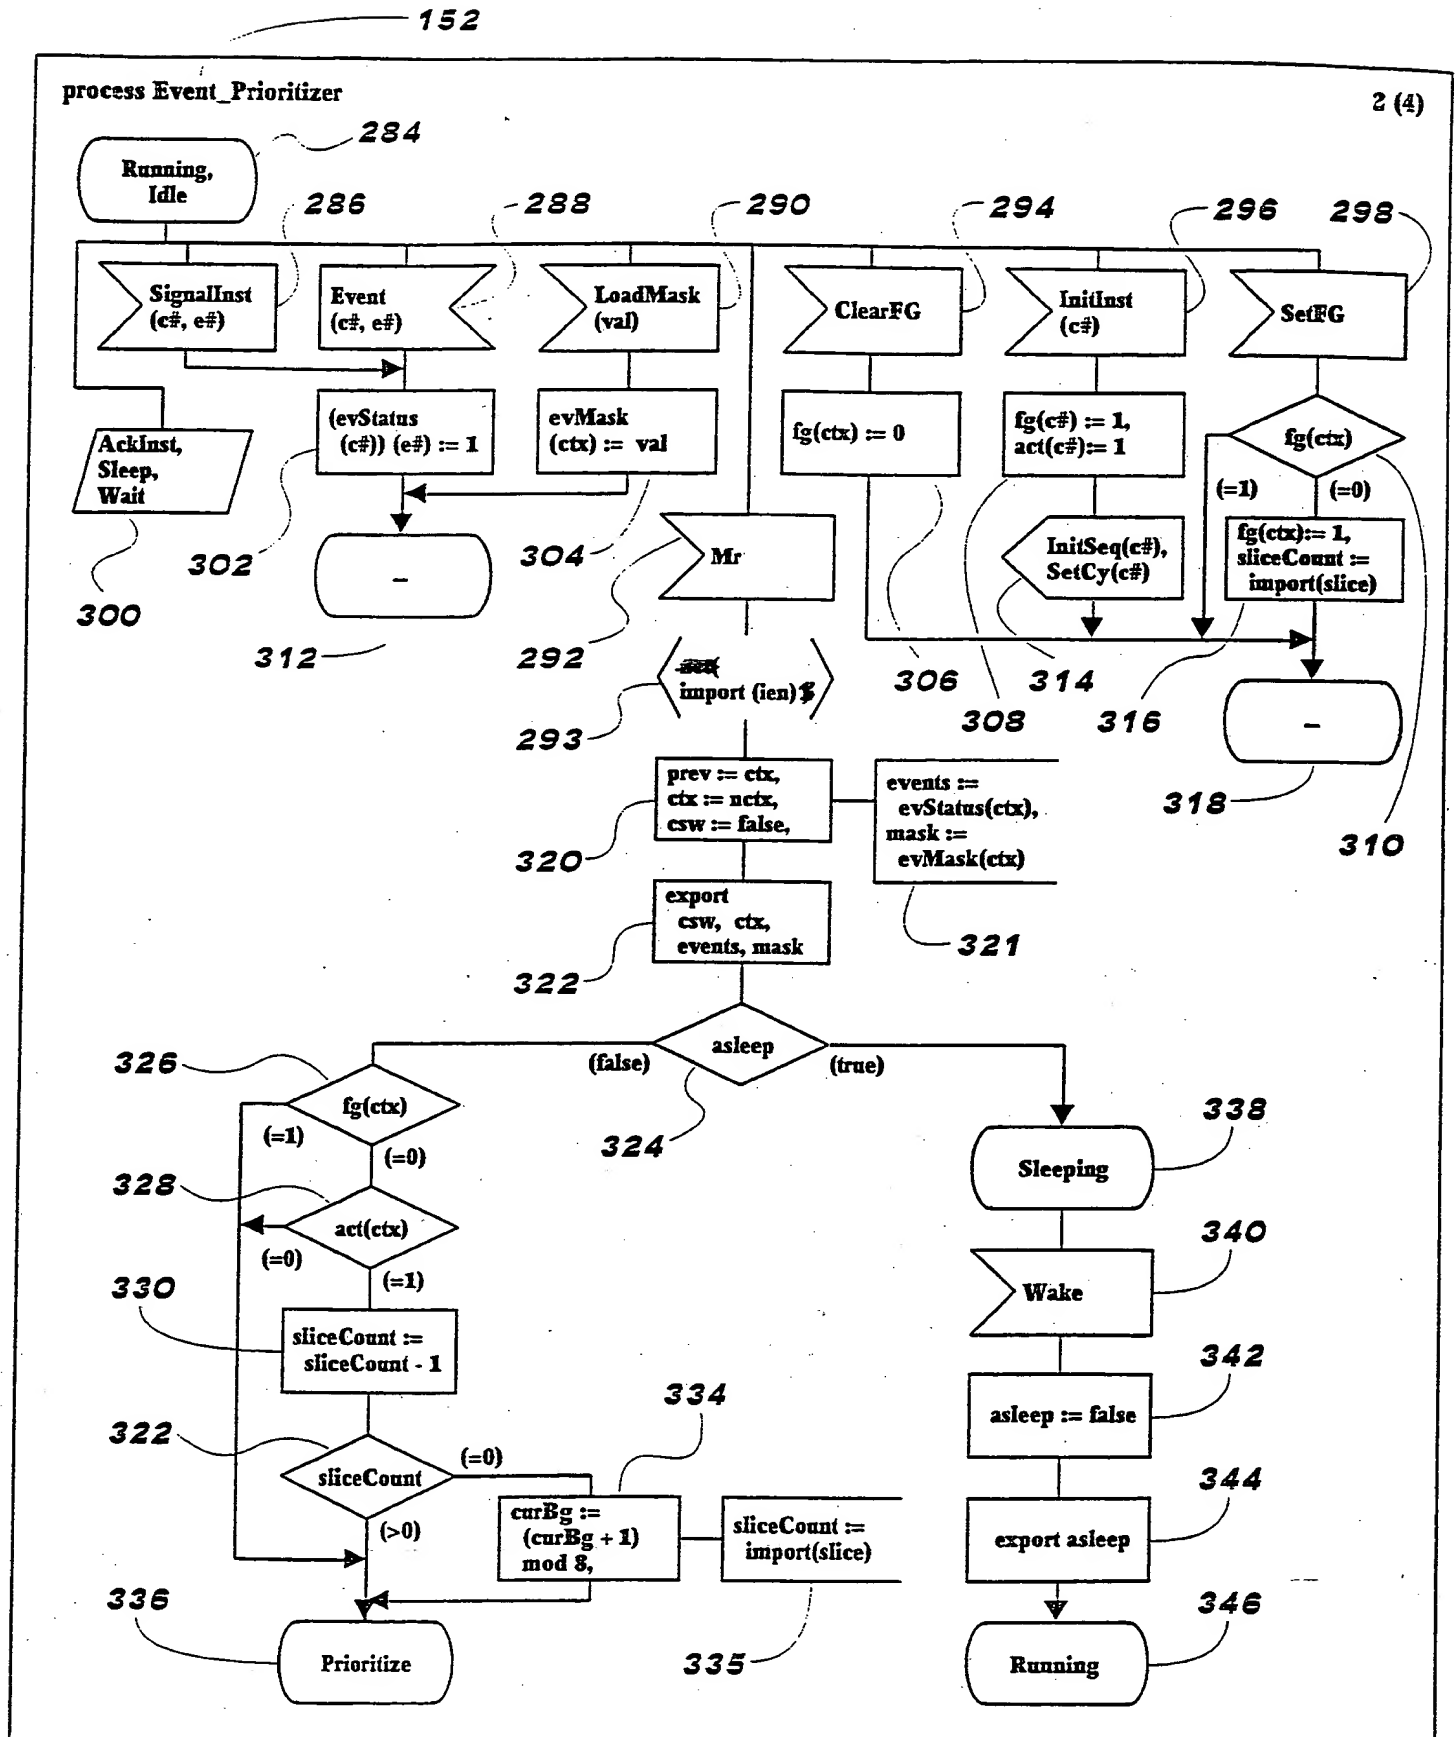 152
process Event_Prioritizer
2 (4)
284
Running,
Idle
286
288
290
294
296
298
SignalInst
(c#, e#)
Event
(c#, e#)
LoadMask
(val)
ClearFG
InitInst
(c#)
SetFG
AckInst,
Sleep,
Wait
(evStatus
(c#)) (e#) := 1
evMask
(ctx) := val
fg(ctx) := 0
fg(c#) := 1,
act(c#):= 1
fg(ctx)
(=1)
(=0)
300
302
304
Mr
InitSeq(c#),
SetCy(c#)
fg(ctx):= 1,
sliceCount :=
import(slice)
–
312
292
306
314
308
316
import (ien)
293
–
318
310
prev := ctx,
ctx := nctx,
csw := false,
events :=
evStatus(ctx),
mask :=
evMask(ctx)
320
export
csw, ctx,
events, mask
321
322
asleep
(false)
(true)
324
326
fg(ctx)
(=1)
(=0)
338
Sleeping
328
act(ctx)
(=0)
(=1)
340
Wake
330
sliceCount :=
sliceCount - 1
342
asleep := false
334
322
sliceCount
(=0)
(>0)
curBg :=
(curBg + 1)
mod 8,
sliceCount :=
import(slice)
344
export asleep
336
Prioritize
335
346
Running